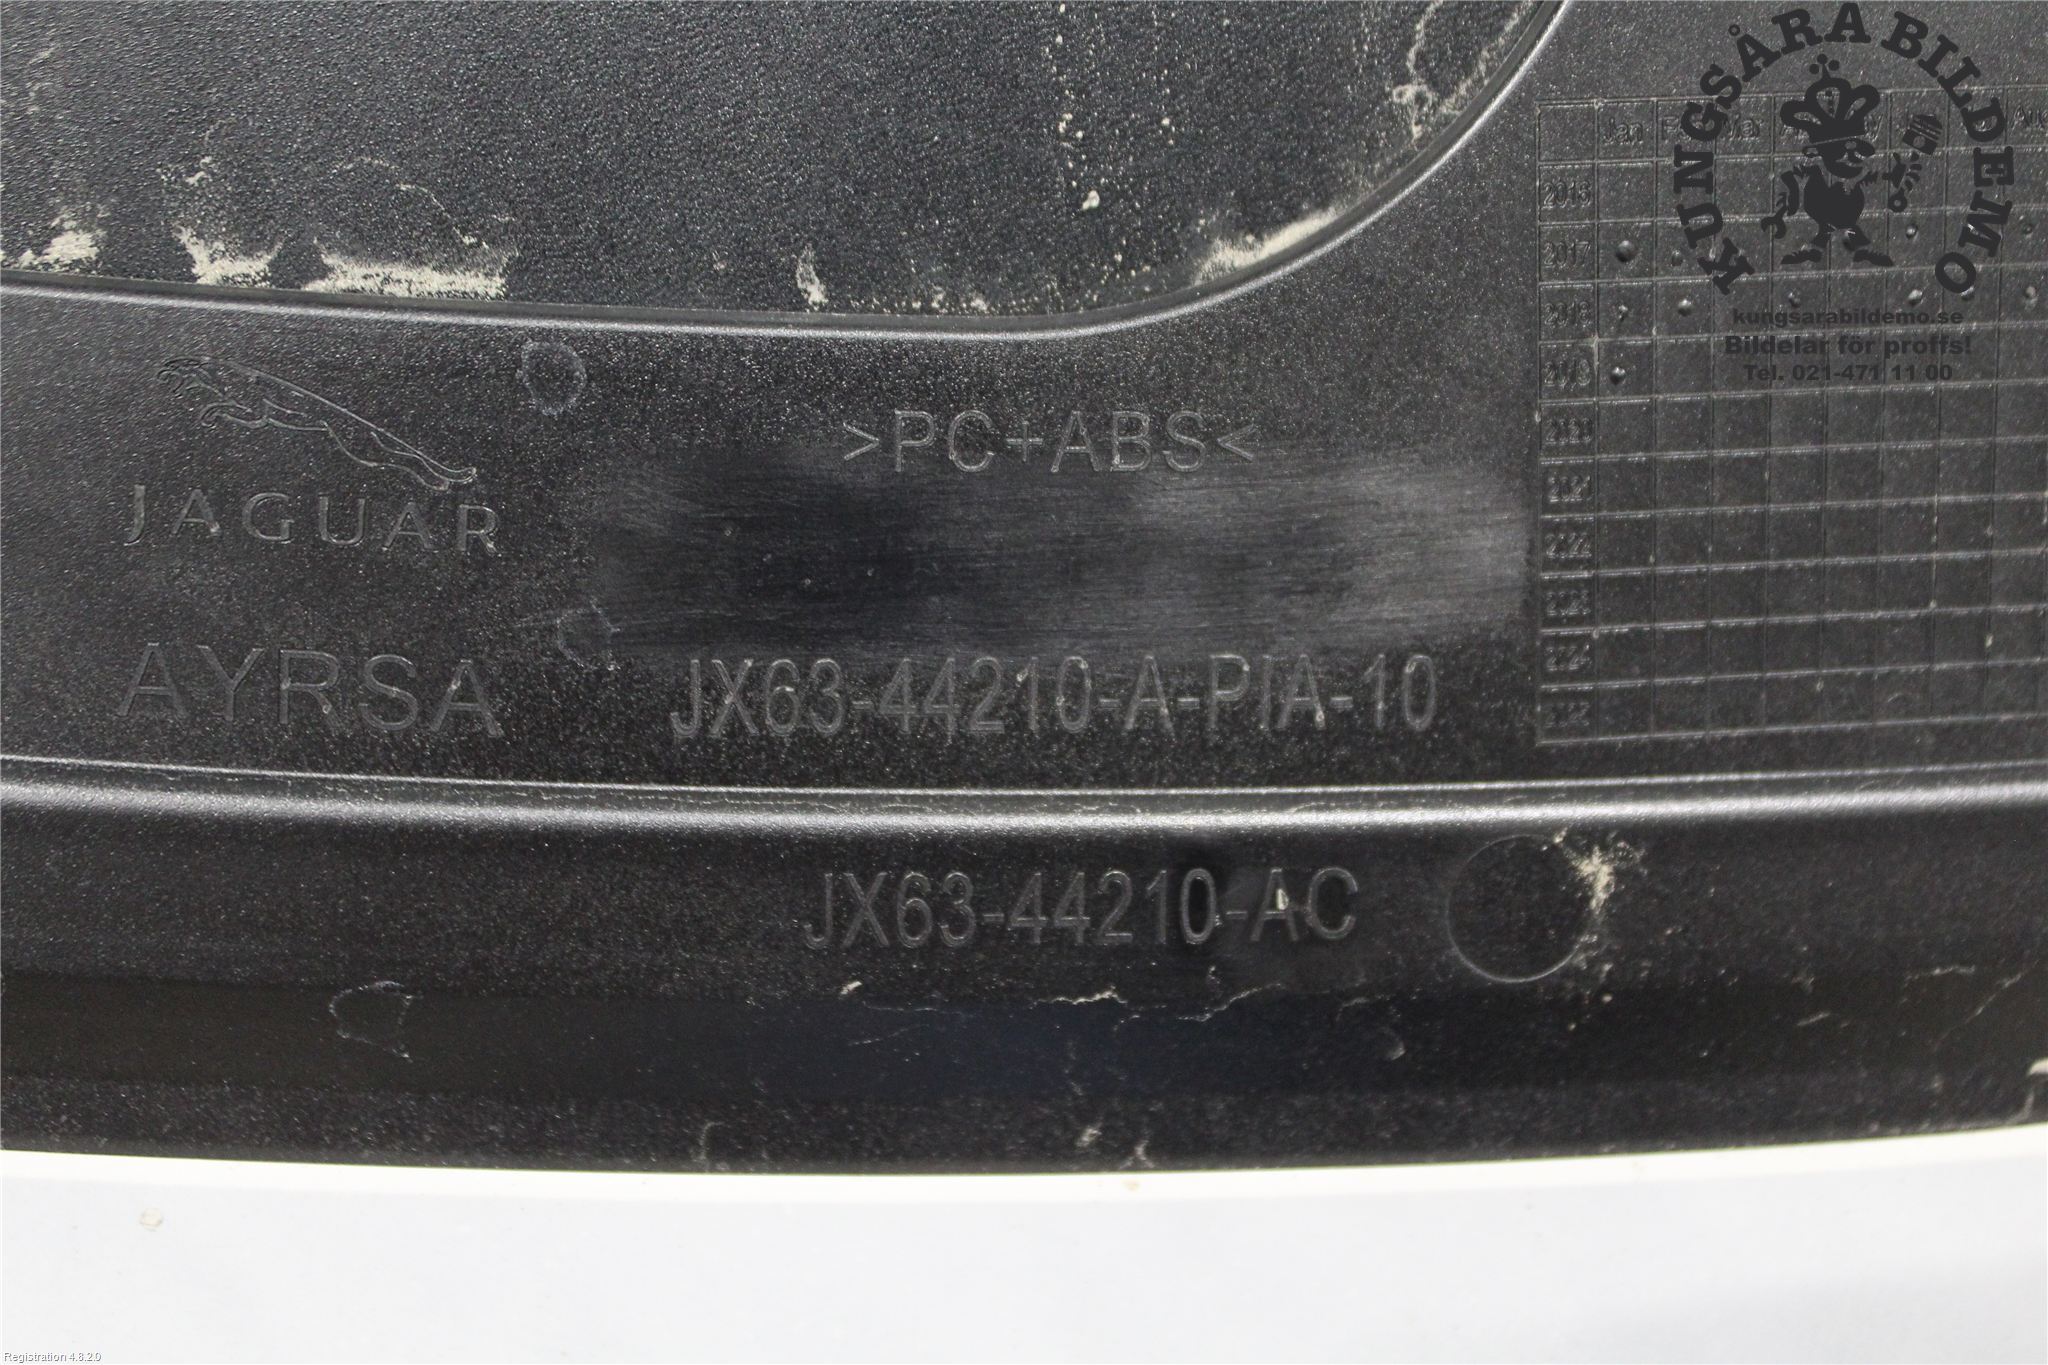 KUNGSÅRA BILDEMO
kungsarabildemo.se
Bildelar för proffs!
Tel. 021-471 11 00
Jan
2016
2017
2018
2019
2020
2021
2022
2023
2024
>PC+ABS<
JAGUAR
AYRSA
JX63-44210-A-PIA-10
JX63-44210-AC
Registration 4.8.2.0